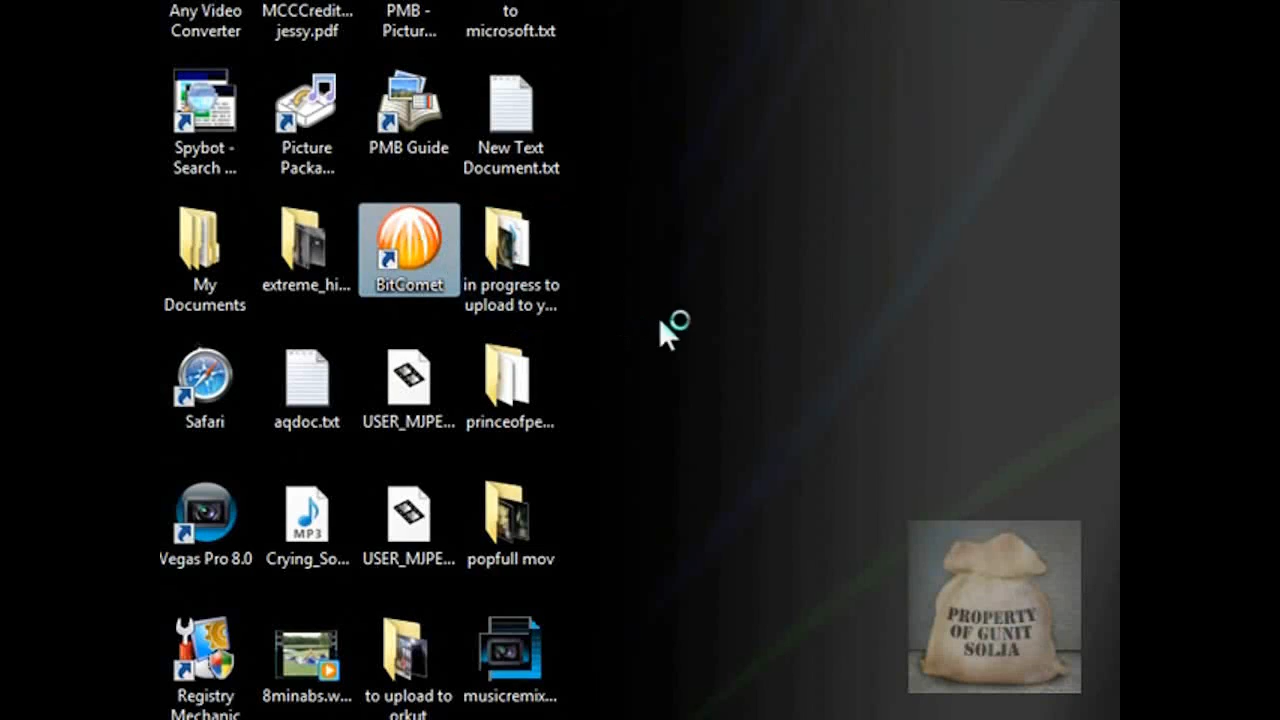 Any Video
Converter
MCCCredit...
jessy.pdf
PMB -
Pictur...
to
microsoft.txt
Spybot -
Search ...
Picture
Packa...
PMB Guide
New Text
Document.txt
My
Documents
extreme_hi...
BitComet
in progress to
upload to y...
Safari
aqdoc.txt
USER_MJPE...
princeofpe...
Vegas Pro 8.0
MP3
Crying_So...
USER_MJPE...
popfull mov
Registry
Mechanic
8minabs.w...
to upload to
orkut
musicremix...
PROPERTY
OF GUNIT
SOLJA